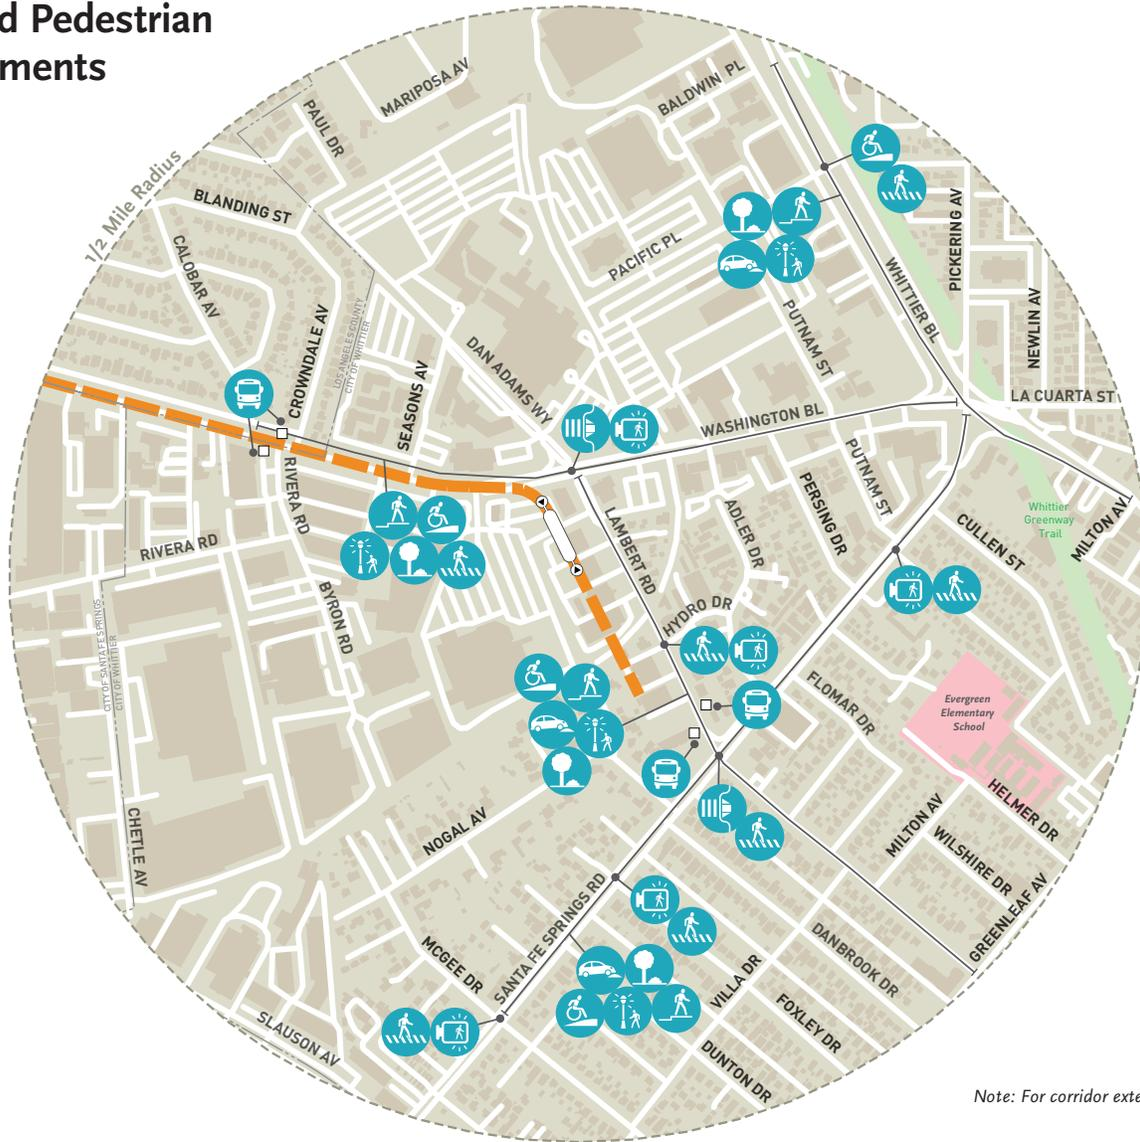 d Pedestrian
ments
1/2 Mile Radius
MARIPOSA AV
BALDWIN PL
PAUL DR
BLANDING ST
CALOBAR AV
PACIFIC PL
PICKERING AV
WHITTIER BL
NEWLIN AV
CROWNDALE AV
LOS ANGELES COUNTY
CITY OF WHITTIER
SEASONS AV
DAN ADAMS WY
PUTNAM ST
LA CUARTA ST
WASHINGTON BL
RIVERA RD
RIVERA RD
LAMBERT RD
ADLER DR
PERSING DR
PUTNAM ST
CULLEN ST
Whittier
Greenway
Trail
MILTON AV
CITY OF SANTA FE SPRINGS
CITY OF WHITTIER
BYRON RD
HYDRO DR
FLOMAR DR
Evergreen
Elementary
School
HELMER DR
CHETLE AV
NOGAL AV
MILTON AV
WILSHIRE DR
GREENLEAF AV
SANTA FE SPRINGS RD
MCGEE DR
DANBROOK DR
VILLA DR
FOXLEY DR
SLAUSON AV
DUNTON DR
Note: For corridor exte